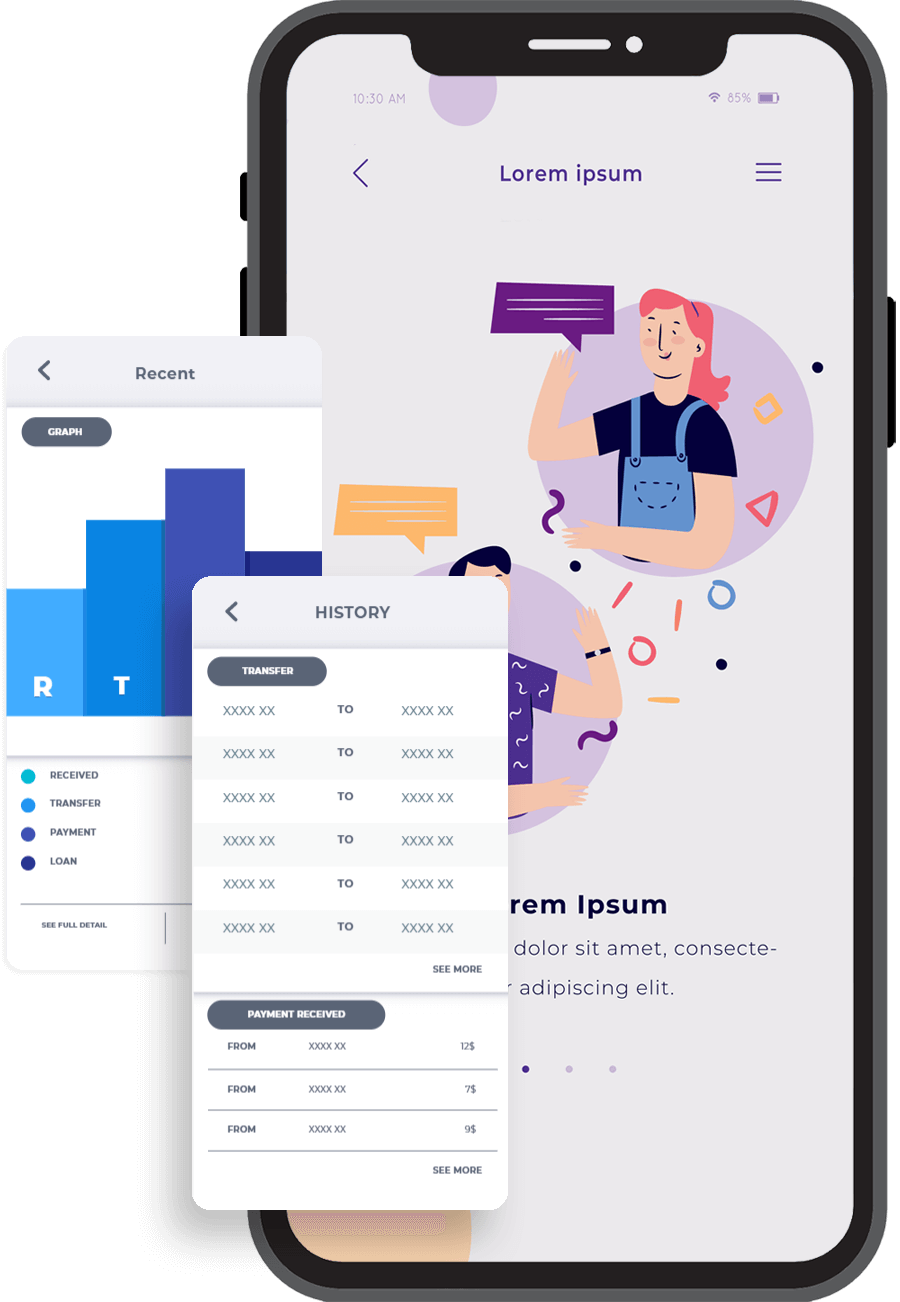 10:30 AM
85%
Lorem ipsum
Recent
GRAPH
R
T
RECEIVED
TRANSFER
PAYMENT
LOAN
SEE FULL DETAIL
HISTORY
TRANSFER
XXXX XX TO XXXX XX
XXXX XX TO XXXX XX
XXXX XX TO XXXX XX
XXXX XX TO XXXX XX
XXXX XX TO XXXX XX
XXXX XX TO XXXX XX
SEE MORE
PAYMENT RECEIVED
FROM XXXX XX 12$
FROM XXXX XX 7$
FROM XXXX XX 9$
SEE MORE
rem Ipsum
dolor sit amet, consecte-
r adipiscing elit.